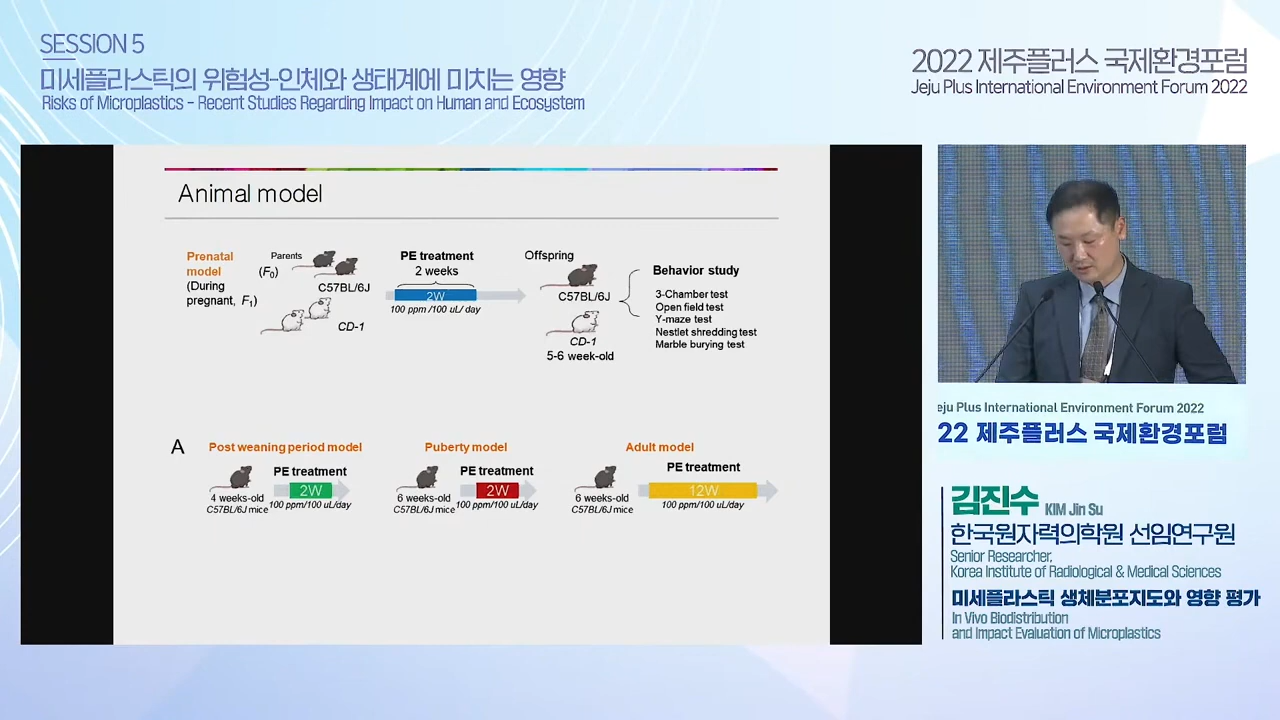 SESSION 5
미세플라스틱의 위험성-인체와 생태계에 미치는 영향
Risks of Microplastics - Recent Studies Regarding Impact on Human and Ecosystem
2022 제주플러스 국제환경포럼
Jeju Plus International Environment Forum 2022
Animal model
Prenatal
model
(During
pregnant, F1)
Parents
(F0)
C57BL/6J
CD-1
PE treatment
2 weeks
2W
100 ppm /100 uL/ day
Offspring
C57BL/6J
CD-1
5-6 week-old
Behavior study
3-Chamber test
Open field test
Y-maze test
Nestlet shredding test
Marble burying test
A
Post weaning period model
PE treatment
2W
4 weeks-old
C57BL/6J mice
100 ppm/100 uL/day
Puberty model
PE treatment
2W
6 weeks-old
C57BL/6J mice
100 ppm/100 uL/day
Adult model
PE treatment
12W
6 weeks-old
C57BL/6J mice
100 ppm/100 uL/day
eju Plus International Environment Forum 2022
22 제주플러스 국제환경포럼
김진수 KIM Jin Su
한국원자력의학원 선임연구원
Senior Researcher,
Korea Institute of Radiological & Medical Sciences
미세플라스틱 생체분포지도와 영향 평가
In Vivo Biodistribution
and Impact Evaluation of Microplastics